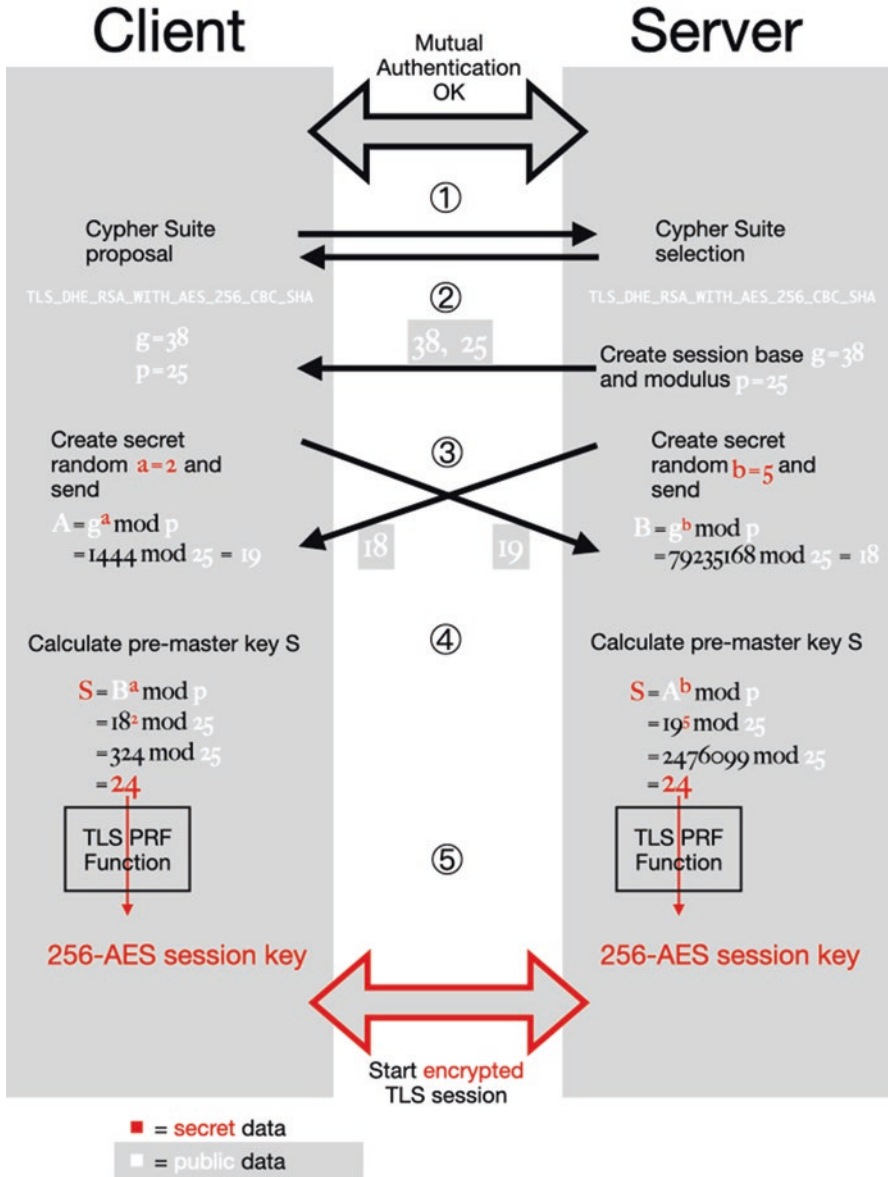 Client
Server
Mutual
Authentication
OK
①
Cypher Suite
proposal
Cypher Suite
selection
TLS_DHE_RSA_WITH_AES_256_CBC_SHA
②
TLS_DHE_RSA_WITH_AES_256_CBC_SHA
g=38
p=25
38, 25
Create session base g=38
and modulus p=25
Create secret
random a=2 and
send
A=gᵃ mod p
=1444 mod 25 = 19
③
18
19
Create secret
random b=5 and
send
B=gᵇ mod p
=79235168 mod 25 = 18
④
Calculate pre-master key S
S=Bᵃ mod p
=18² mod 25
=324 mod 25
=24
Calculate pre-master key S
S=Aᵇ mod p
=19⁵ mod 25
=2476099 mod 25
=24
TLS PRF
Function
⑤
TLS PRF
Function
256-AES session key
256-AES session key
Start encrypted
TLS session
= secret data
= public data